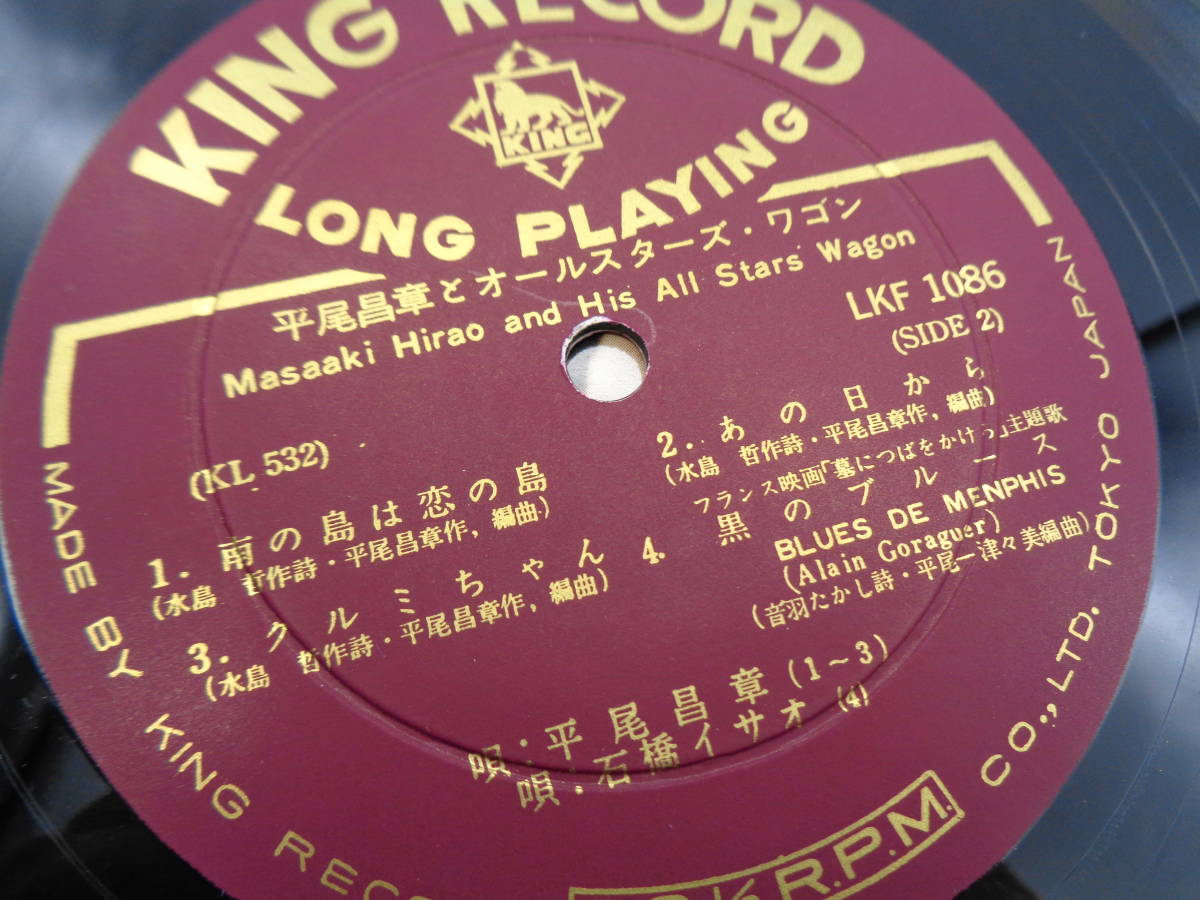 KING RECORD
KING
LONG PLAYING
平尾昌章とオールスターズ・ワゴン
Masaaki Hirao and His All Stars Wagon
LKF 1086
(SIDE 2)
(KL 532)
1. 雨の島は恋の島
(水島 哲作詩・平尾昌章作, 編曲)
2. あの日から
(水島 哲作詩・平尾昌章作, 編曲)
3. クルミちゃん
(水島 哲作詩・平尾昌章作, 編曲)
フランス映画「墓につばをかけろ」主題歌
4. 黒のブルース
BLUES DE MENPHIS
(Alain Goraguer)
(音羽たかし詩・平尾一津々美編曲)
唄・平尾昌章 (1~3)
唄・石橋イサオ (4)
R.P.M.
MADE BY KING REC
CO., LTD. TOKYO JAPAN